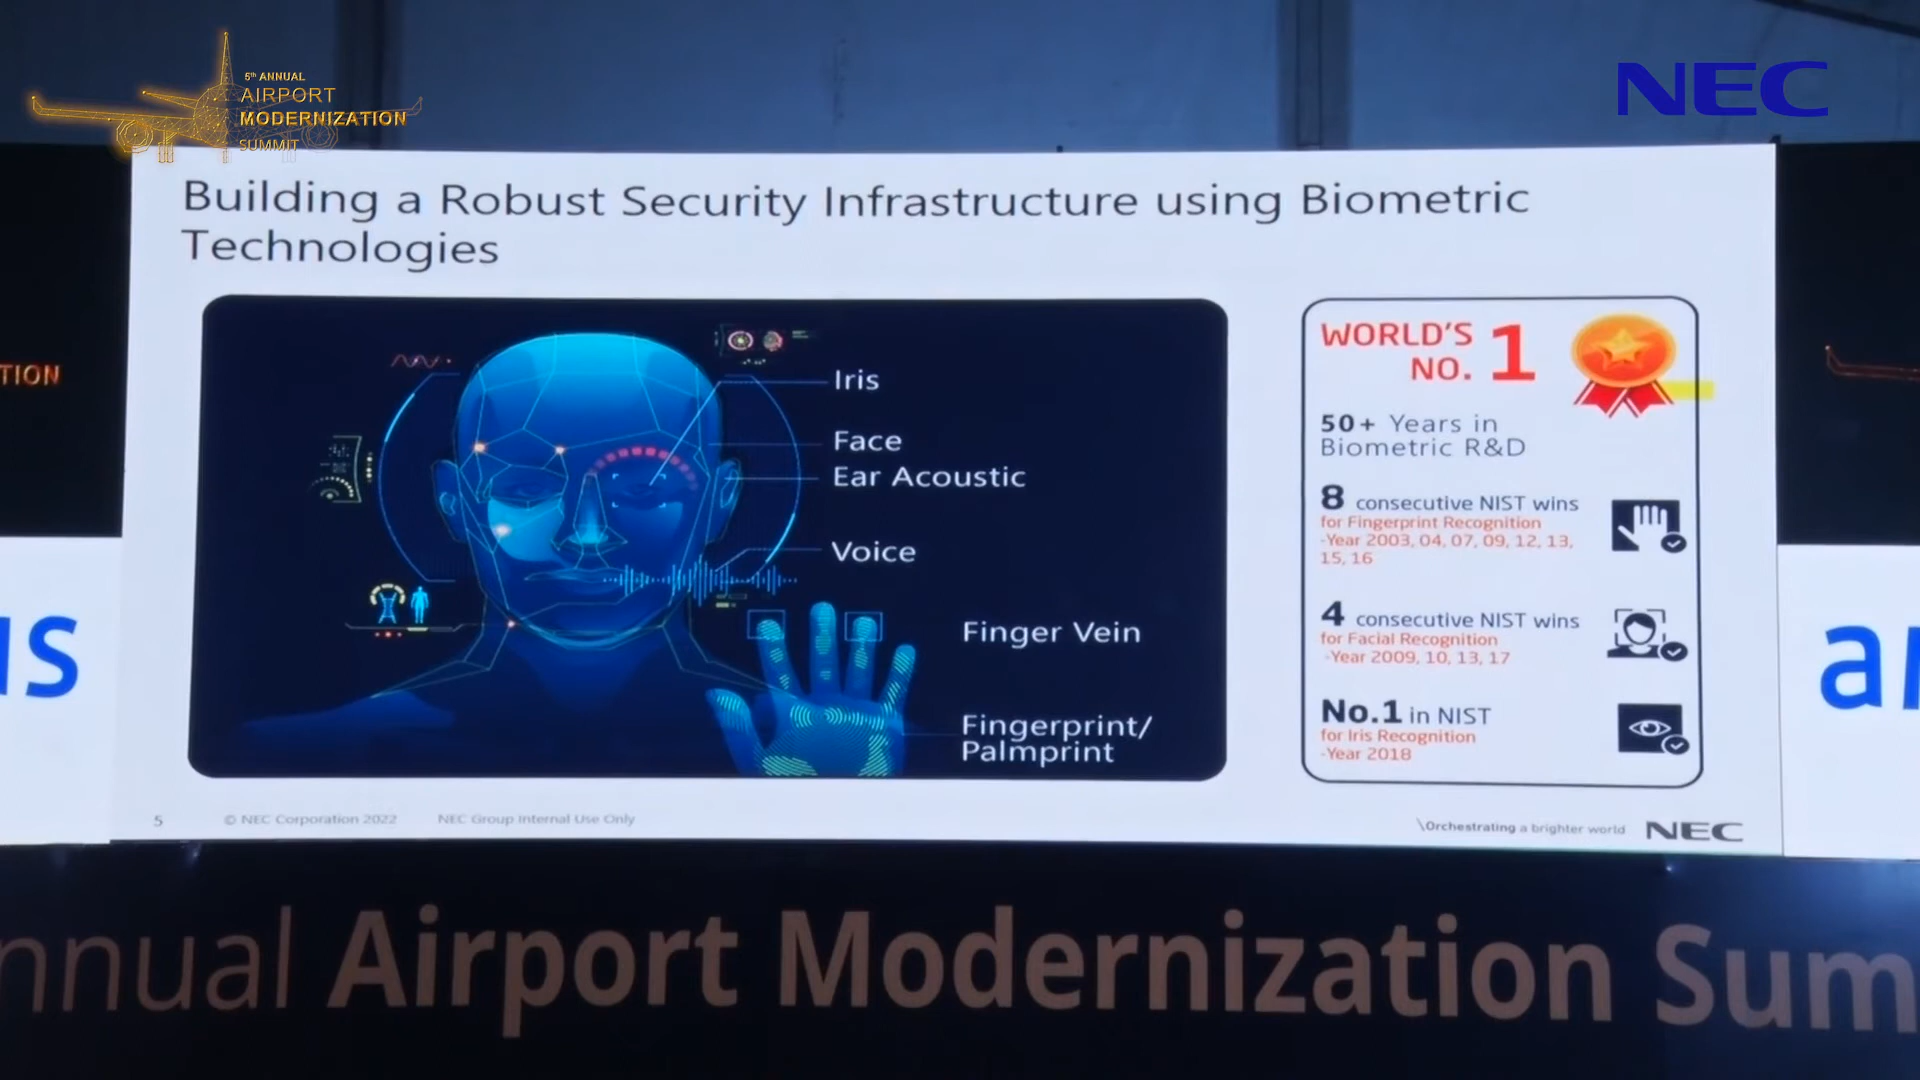 5th ANNUAL
AIRPORT
MODERNIZATION
SUMMIT
NEC
Building a Robust Security Infrastructure using Biometric
Technologies
Iris
Face
Ear Acoustic
Voice
Finger Vein
Fingerprint/
Palmprint
WORLD'S
NO. 1
50+ Years in
Biometric R&D
8 consecutive NIST wins
for Fingerprint Recognition
-Year 2003, 04, 07, 09, 12, 13,
15, 16
4 consecutive NIST wins
for Facial Recognition
-Year 2009, 10, 13, 17
No.1 in NIST
for Iris Recognition
-Year 2018
5 © NEC Corporation 2022 NEC Group Internal Use Only
\Orchestrating a brighter world NEC
TION
us
ar
nnual Airport Modernization Sum